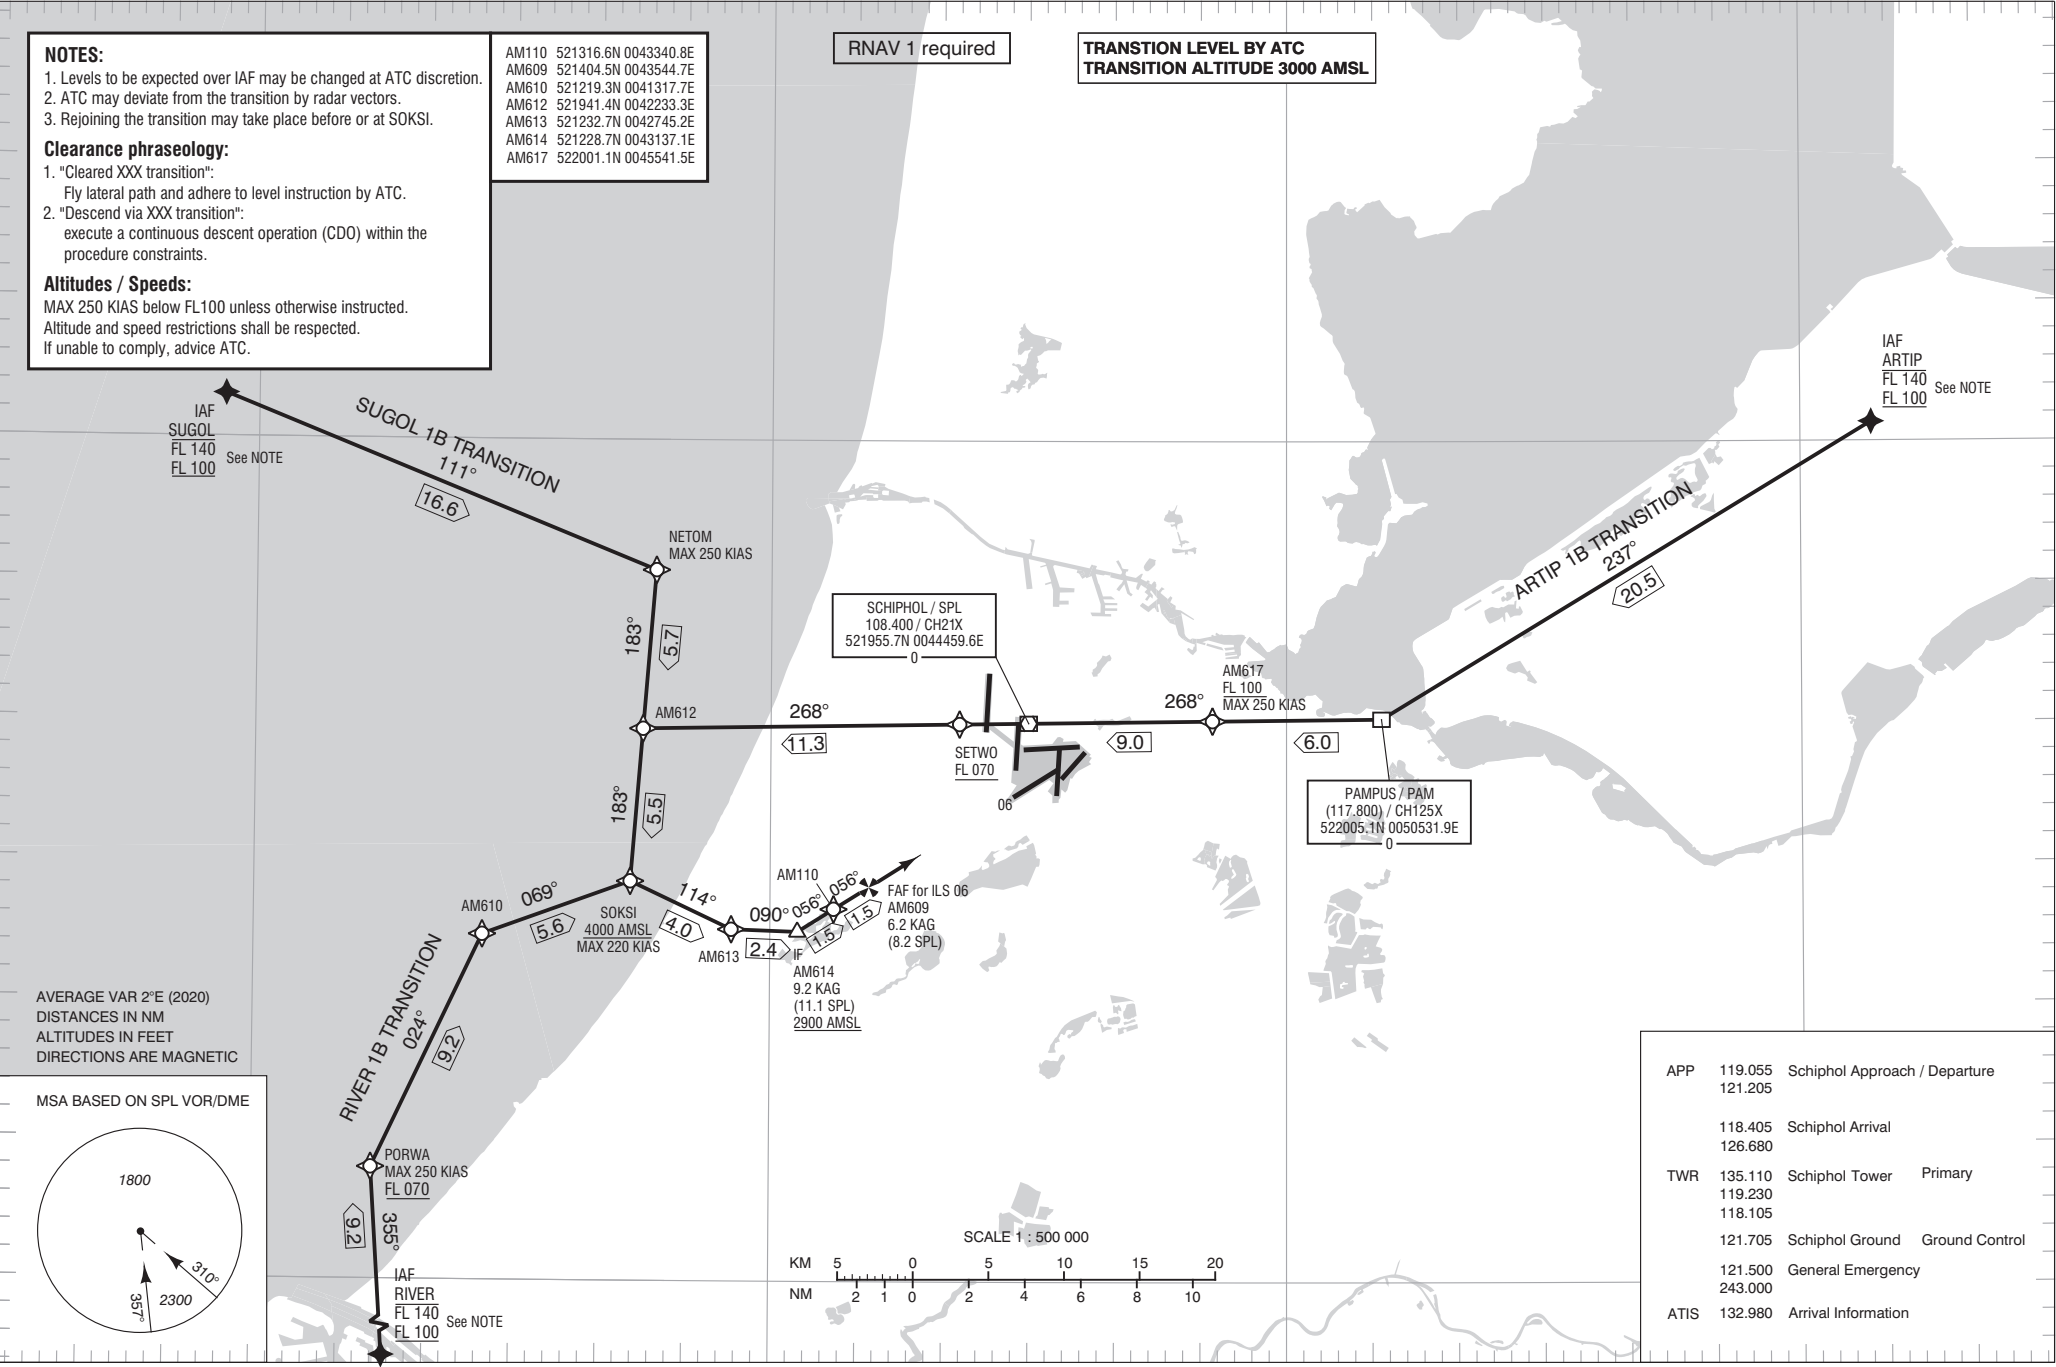 NOTES:
1. Levels to be expected over IAF may be changed at ATC discretion.
2. ATC may deviate from the transition by radar vectors.
3. Rejoining the transition may take place before or at SOKSI.
Clearance phraseology:
1. "Cleared XXX transition":
Fly lateral path and adhere to level instruction by ATC.
2. "Descend via XXX transition":
execute a continuous descent operation (CDO) within the
procedure constraints.
Altitudes / Speeds:
MAX 250 KIAS below FL100 unless otherwise instructed.
Altitude and speed restrictions shall be respected.
If unable to comply, advice ATC.
AM110 521316.6N 0043340.8E
AM609 521404.5N 0043544.7E
AM610 521219.3N 0041317.7E
AM612 521941.4N 0042233.3E
AM613 521232.7N 0042745.2E
AM614 521228.7N 0043137.1E
AM617 522001.1N 0045541.5E
RNAV 1 required
TRANSTION LEVEL BY ATC
TRANSITION ALTITUDE 3000 AMSL
IAF
SUGOL
FL 140
FL 100
See NOTE
SUGOL 1B TRANSITION
111°
16.6
NETOM
MAX 250 KIAS
183°
5.7
AM612
268°
11.3
SCHIPHOL / SPL
108.400 / CH21X
521955.7N 0044459.6E
0
SETWO
FL 070
06
9.0
268°
AM617
FL 100
MAX 250 KIAS
6.0
PAMPUS / PAM
(117.800) / CH125X
522005.1N 0050531.9E
0
ARTIP 1B TRANSITION
237°
20.5
IAF
ARTIP
FL 140
FL 100
See NOTE
183°
5.5
AM610
069°
5.6
SOKSI
4000 AMSL
MAX 220 KIAS
114°
4.0
AM613
090°
2.4
IF
AM614
9.2 KAG
(11.1 SPL)
2900 AMSL
056°
1.5
AM110
056°
1.5
FAF for ILS 06
AM609
6.2 KAG
(8.2 SPL)
RIVER 1B TRANSITION
024°
9.2
PORWA
MAX 250 KIAS
FL 070
355°
9.2
IAF
RIVER
FL 140
FL 100
See NOTE
AVERAGE VAR 2°E (2020)
DISTANCES IN NM
ALTITUDES IN FEET
DIRECTIONS ARE MAGNETIC
MSA BASED ON SPL VOR/DME
1800
310°
357°
2300
SCALE 1 : 500 000
KM 5 0 5 10 15 20
NM 2 1 0 2 4 6 8 10
APP 119.055 Schiphol Approach / Departure
121.205
118.405 Schiphol Arrival
126.680
TWR 135.110 Schiphol Tower Primary
119.230
118.105
121.705 Schiphol Ground Ground Control
121.500 General Emergency
243.000
ATIS 132.980 Arrival Information